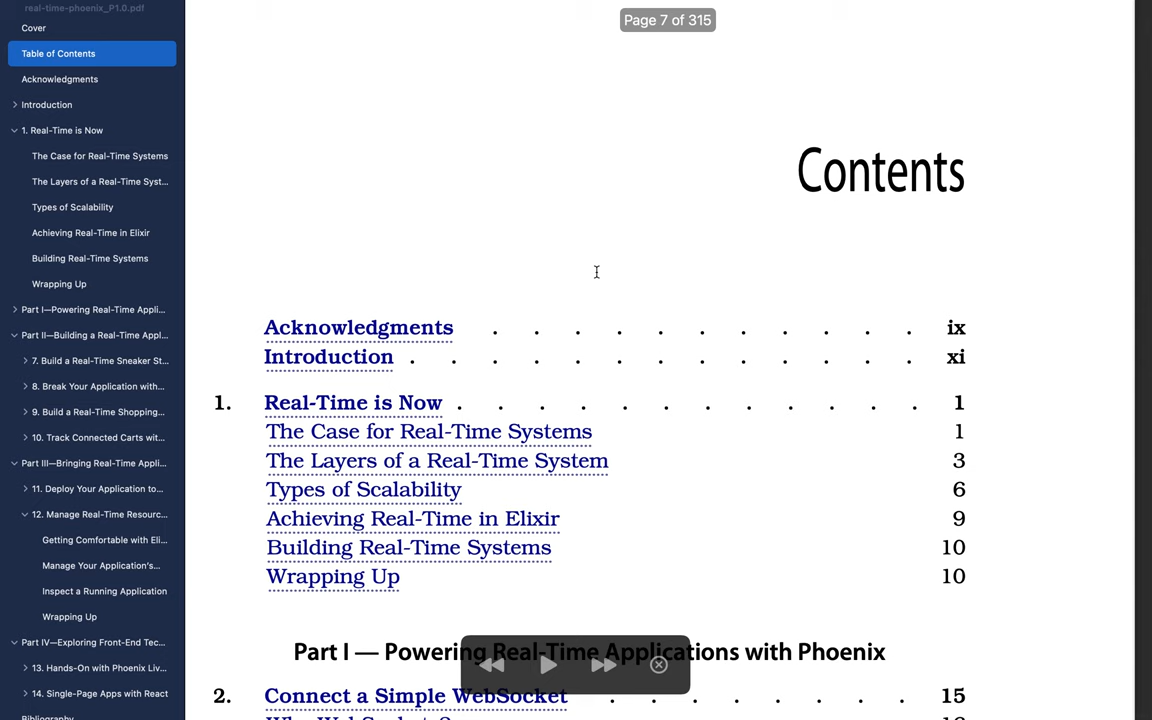 real-time-phoenix_P1.0.pdf
Cover
Table of Contents
Acknowledgments
Introduction
1. Real-Time is Now
The Case for Real-Time Systems
The Layers of a Real-Time Syst...
Types of Scalability
Achieving Real-Time in Elixir
Building Real-Time Systems
Wrapping Up
Part I—Powering Real-Time Appli...
Part II—Building a Real-Time Appl...
7. Build a Real-Time Sneaker St...
8. Break Your Application with...
9. Build a Real-Time Shopping...
10. Track Connected Carts wit...
Part III—Bringing Real-Time Appli...
11. Deploy Your Application to...
12. Manage Real-Time Resourc...
Getting Comfortable with Eli...
Manage Your Application's...
Inspect a Running Application
Wrapping Up
Part IV—Exploring Front-End Tec...
13. Hands-On with Phoenix Liv...
14. Single-Page Apps with React
Bibliography
Page 7 of 315
Contents
Acknowledgments . . . . . . . . . . . ix
Introduction . . . . . . . . . . . . . xi
1. Real-Time is Now . . . . . . . . . . . . 1
The Case for Real-Time Systems 1
The Layers of a Real-Time System 3
Types of Scalability 6
Achieving Real-Time in Elixir 9
Building Real-Time Systems 10
Wrapping Up 10
Part I — Powering Real-Time Applications with Phoenix
2. Connect a Simple WebSocket . . . . . . . . 15
Why WebSockets? 16